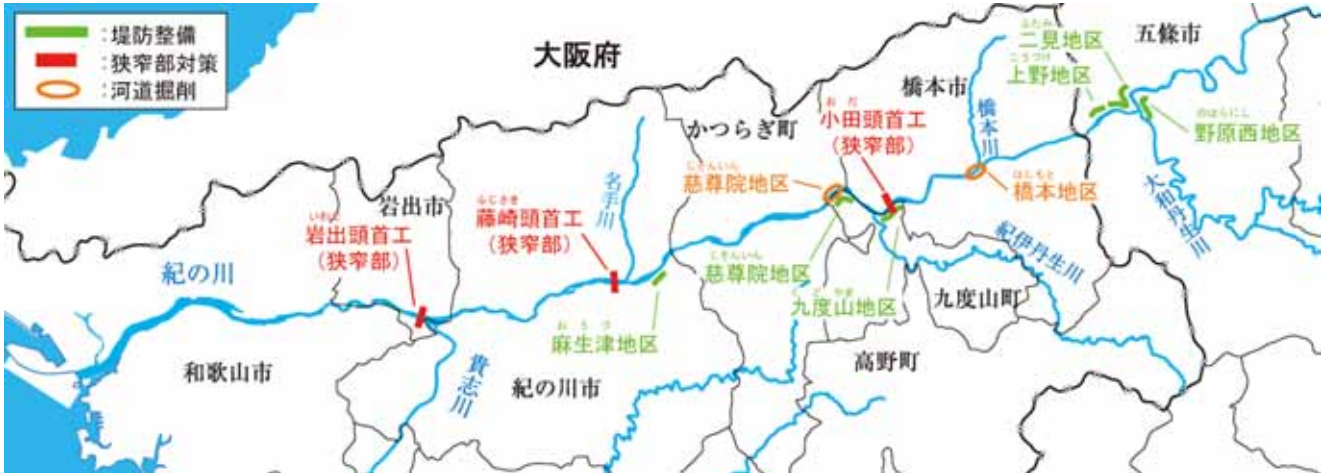 ：堤防整備
：狭窄部対策
：河道掘削
大阪府
ふたみ
二見地区
五條市
こうづけ
上野地区
橋本市
おだ
小田頭首工
（狭窄部）
かつらぎ町
橋本川
のはらにし
野原西地区
じそんいん
慈尊院地区
はしもと
橋本地区
大和丹生川
名手川
岩出市
いわで
岩出頭首工
（狭窄部）
ふじさき
藤崎頭首工
（狭窄部）
紀の川
紀伊丹生川
じそんいん
慈尊院地区
くどやま
九度山地区
九度山町
おうづ
麻生津地区
高野町
和歌山市
貴志川
紀の川市